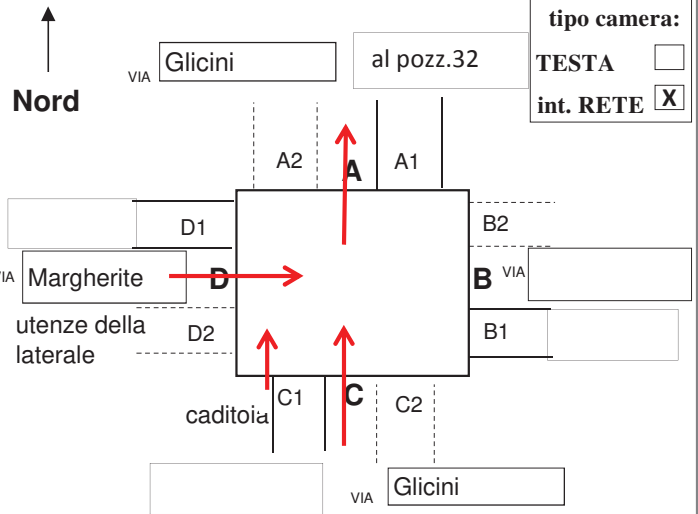 tipo camera:
TESTA
int. RETE X
VIA Glicini
al pozz.32
Nord
A2
A
A1
D1
B2
VIA Margherite
D
B
VIA
utenze della
laterale
D2
B1
caditoia
C1
C
C2
VIA Glicini